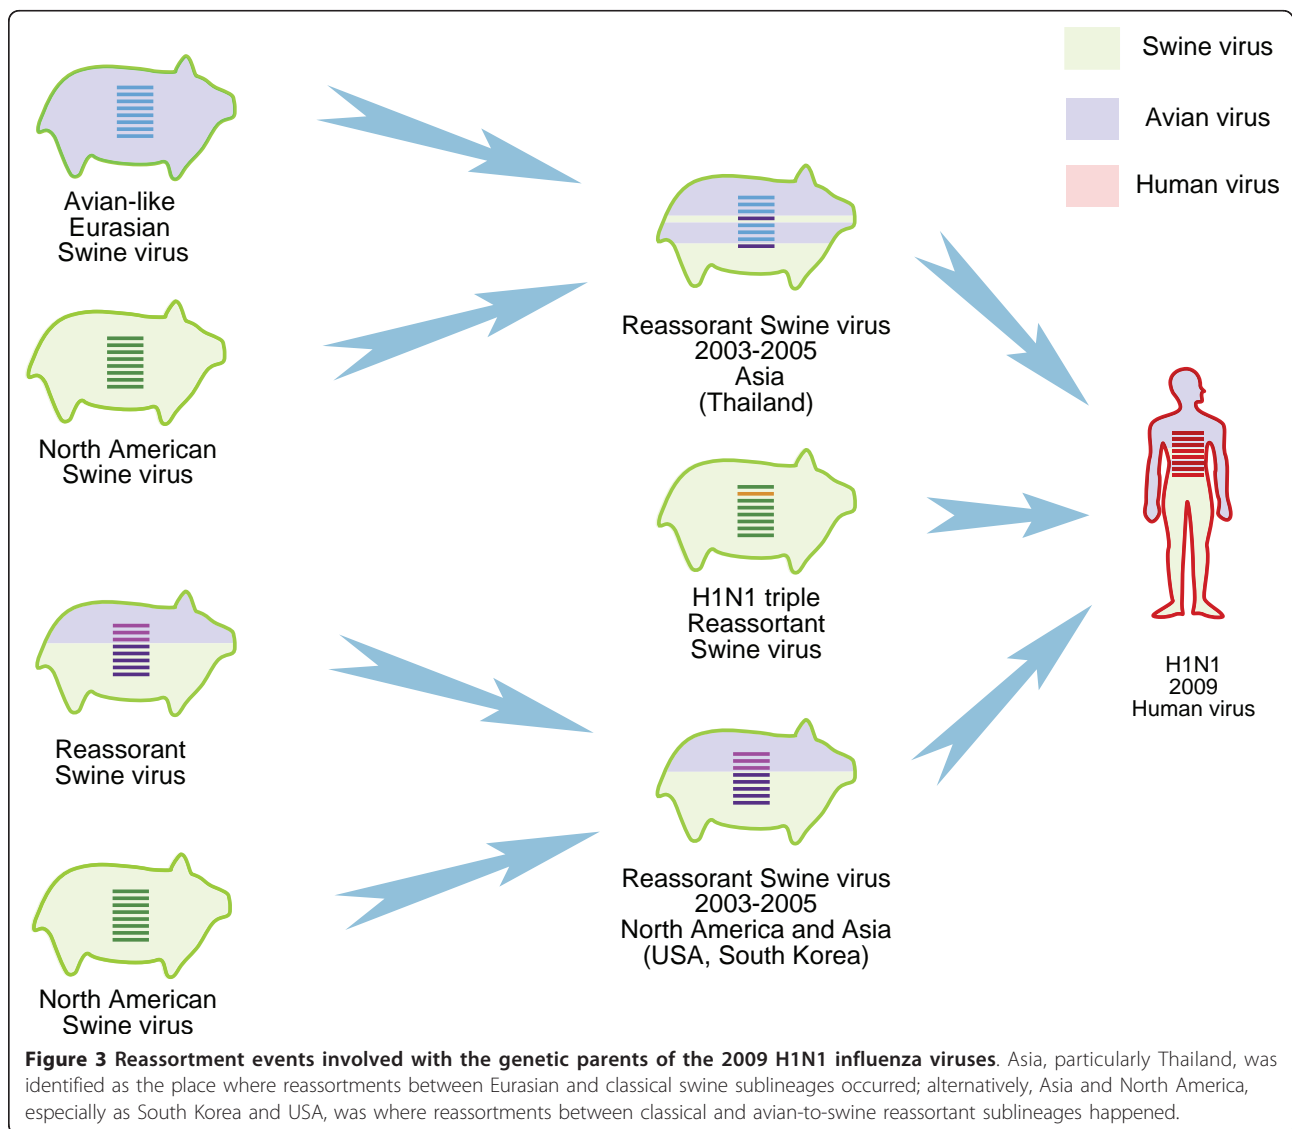 Swine virus
Avian virus
Human virus
Avian-like
Eurasian
Swine virus
North American
Swine virus
Reassorant Swine virus
2003-2005
Asia
(Thailand)
H1N1 triple
Reassortant
Swine virus
H1N1
2009
Human virus
Reassorant
Swine virus
North American
Swine virus
Reassorant Swine virus
2003-2005
North America and Asia
(USA, South Korea)
Figure 3 Reassortment events involved with the genetic parents of the 2009 H1N1 influenza viruses. Asia, particularly Thailand, was
identified as the place where reassortments between Eurasian and classical swine sublineages occurred; alternatively, Asia and North America,
especially as South Korea and USA, was where reassortments between classical and avian-to-swine reassortant sublineages happened.